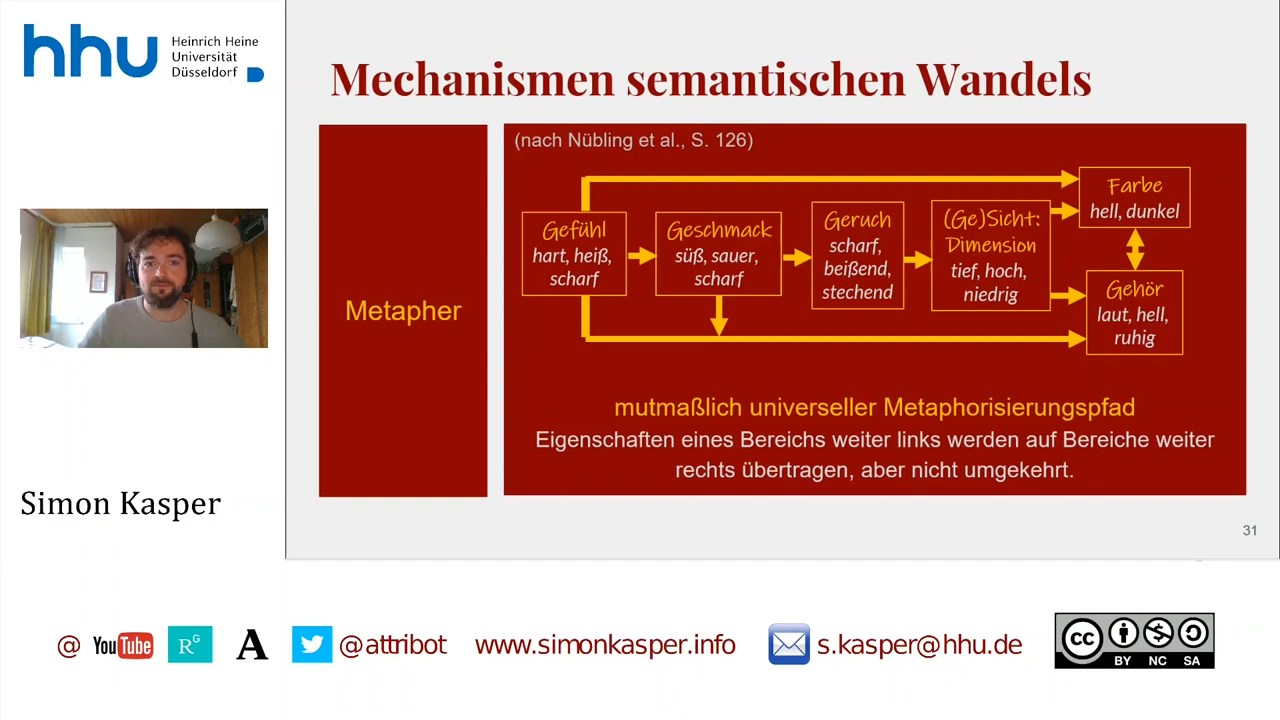 hhu
Heinrich Heine
Universität
Düsseldorf
Mechanismen semantischen Wandels
Metapher
(nach Nübling et al., S. 126)
Gefühl
hart, heiß,
scharf
Geschmack
süß, sauer,
scharf
Geruch
scharf,
beißend,
stechend
(Ge)Sicht:
Dimension
tief, hoch,
niedrig
Farbe
hell, dunkel
Gehör
laut, hell,
ruhig
mutmaßlich universeller Metaphorisierungspfad
Eigenschaften eines Bereichs weiter links werden auf Bereiche weiter
rechts übertragen, aber nicht umgekehrt.
31
Simon Kasper
@ YouTube RG A @attribot www.simonkasper.info s.kasper@hhu.de
cc
BY NC SA